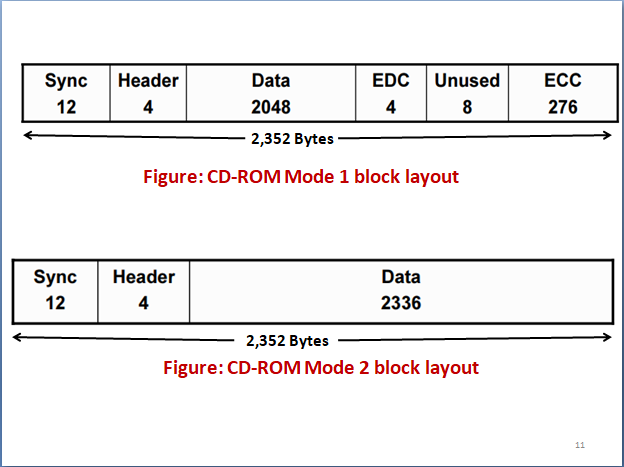 Sync Header Data EDC Unused ECC
12 4 2048 4 8 276
2,352 Bytes
Figure: CD-ROM Mode 1 block layout
Sync Header Data
12 4 2336
2,352 Bytes
Figure: CD-ROM Mode 2 block layout
11